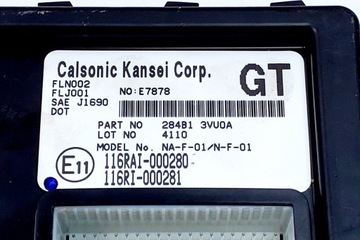 Calsonic Kansei Corp. GT
FLN002
FLJ001 NO: E7878
SAE J1690
DOT
PART NO 284B1 3VU0A
LOT NO 4110
MODEL No. NA-F-01/N-F-01
E11 116RAI-000280
116RI-000281